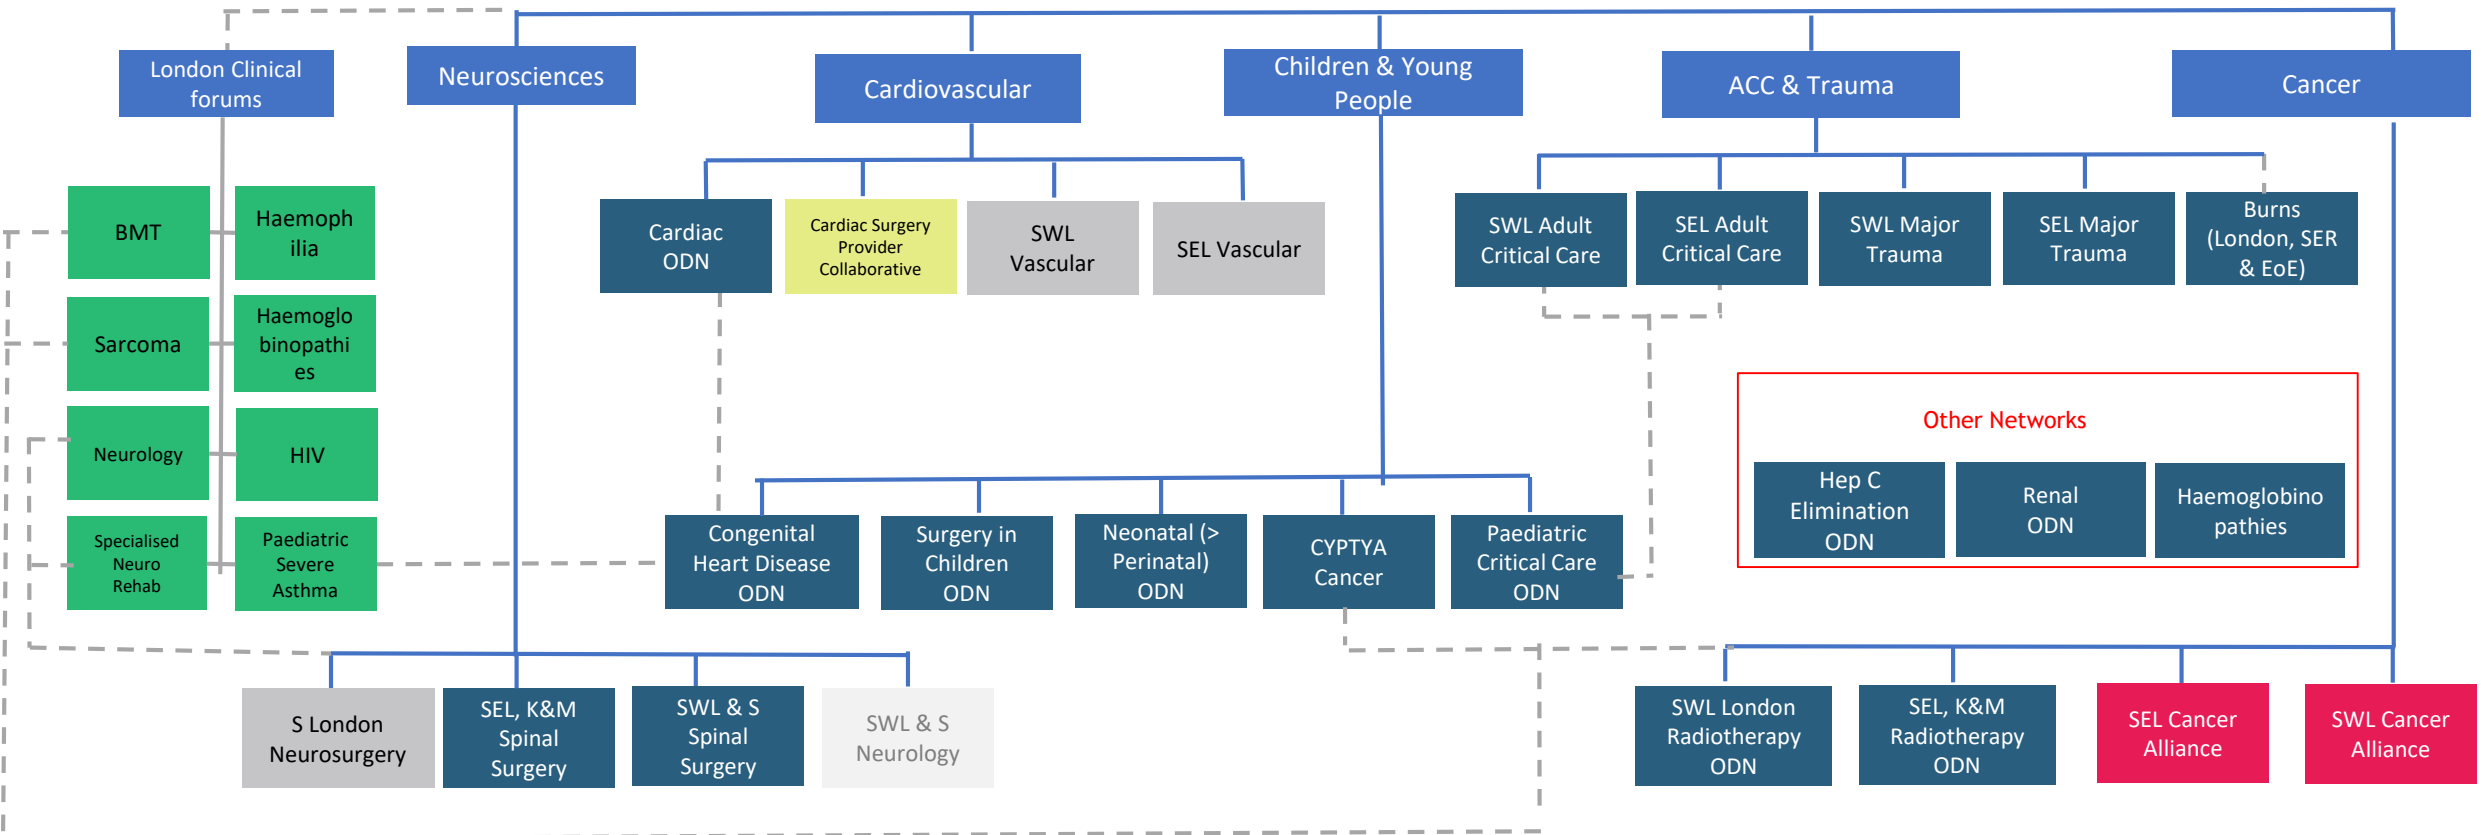 London Clinical
forums
Neurosciences
Cardiovascular
Children & Young
People
ACC & Trauma
Cancer
BMT
Haemoph
ilia
Sarcoma
Haemoglo
binopathi
es
Neurology
HIV
Specialised
Neuro
Rehab
Paediatric
Severe
Asthma
Cardiac
ODN
Cardiac Surgery
Provider
Collaborative
SWL
Vascular
SEL Vascular
SWL Adult
Critical Care
SEL Adult
Critical Care
SWL Major
Trauma
SEL Major
Trauma
Burns
(London, SER
& EoE)
Other Networks
Hep C
Elimination
ODN
Renal
ODN
Haemoglobino
pathies
Congenital
Heart Disease
ODN
Surgery in
Children
ODN
Neonatal (>
Perinatal)
ODN
CYPTYA
Cancer
Paediatric
Critical Care
ODN
S London
Neurosurgery
SEL, K&M
Spinal
Surgery
SWL & S
Spinal
Surgery
SWL & S
Neurology
SWL London
Radiotherapy
ODN
SEL, K&M
Radiotherapy
ODN
SEL Cancer
Alliance
SWL Cancer
Alliance